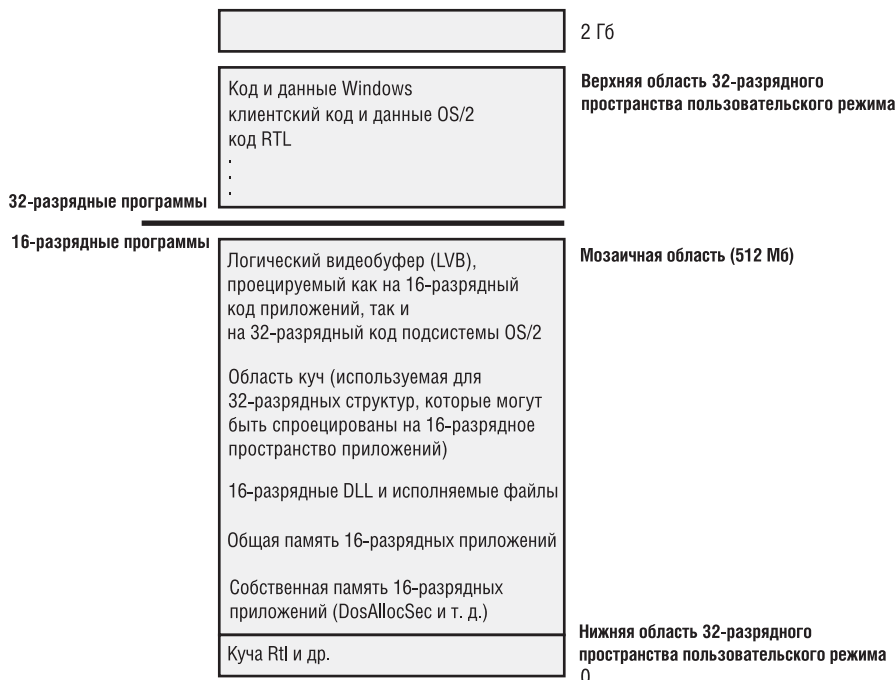 2 Гб
Код и данные Windows
клиентский код и данные OS/2
код RTL
.
.
.
Верхняя область 32-разрядного
пространства пользовательского режима
32-разрядные программы
16-разрядные программы
Логический видеобуфер (LVB),
проецируемый как на 16-разрядный
код приложений, так и
на 32-разрядный код подсистемы OS/2
Мозаичная область (512 Мб)
Область куч (используемая для
32-разрядных структур, которые могут
быть спроецированы на 16-разрядное
пространство приложений)
16-разрядные DLL и исполняемые файлы
Общая память 16-разрядных приложений
Собственная память 16-разрядных
приложений (DosAllocSec и т. д.)
Куча Rtl и др.
Нижняя область 32-разрядного
пространства пользовательского режима
0